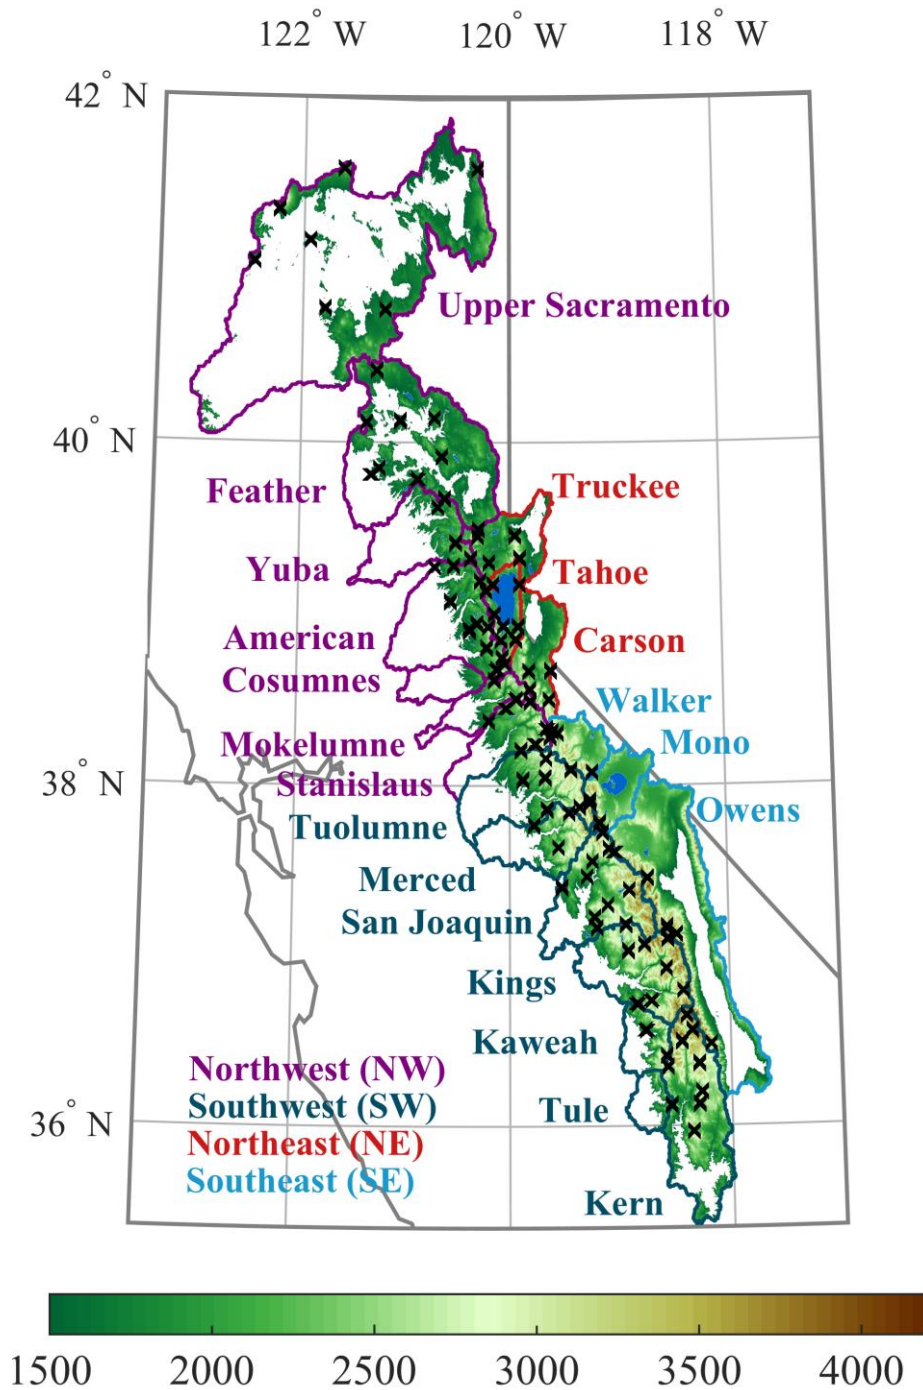 122° W 120° W 118° W
42° N
Upper Sacramento
40° N
Feather
Truckee
Yuba
Tahoe
American
Carson
Cosumnes
Walker
Mokelumne
Mono
38° N
Stanislaus
Owens
Tuolumne
Merced
San Joaquin
Kings
Kaweah
Northwest (NW)
Southwest (SW)
Tule
36° N
Northeast (NE)
Southeast (SE)
Kern
1500 2000 2500 3000 3500 4000